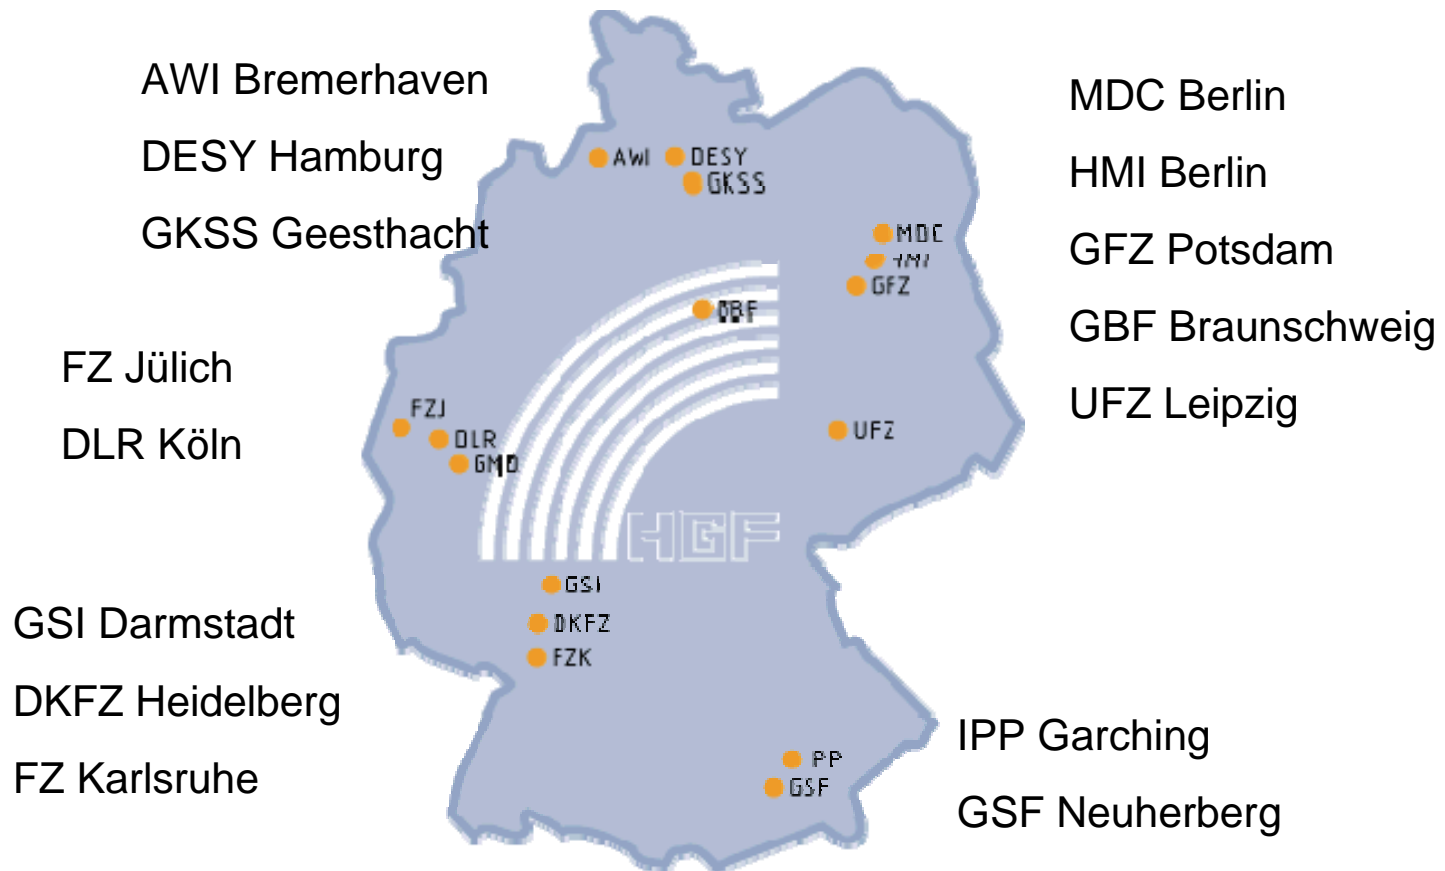 AWI Bremerhaven
DESY Hamburg
GKSS Geesthacht
FZ Jülich
DLR Köln
GSI Darmstadt
DKFZ Heidelberg
FZ Karlsruhe
AWI
DESY
GKSS
MDC
GFZ
FZJ
DLR
GMD
UFZ
HGF
GSI
DKFZ
FZK
PP
GSF
MDC Berlin
HMI Berlin
GFZ Potsdam
GBF Braunschweig
UFZ Leipzig
IPP Garching
GSF Neuherberg